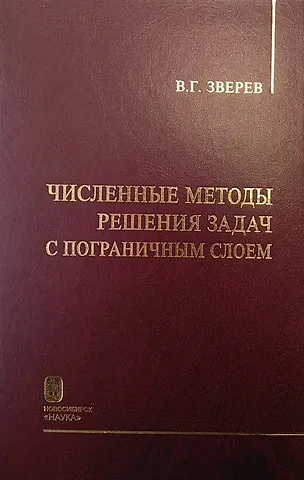 В.Г. ЗВЕРЕВ
ЧИСЛЕННЫЕ МЕТОДЫ
РЕШЕНИЯ ЗАДАЧ
С ПОГРАНИЧНЫМ СЛОЕМ
НОВОСИБИРСК
«НАУКА»